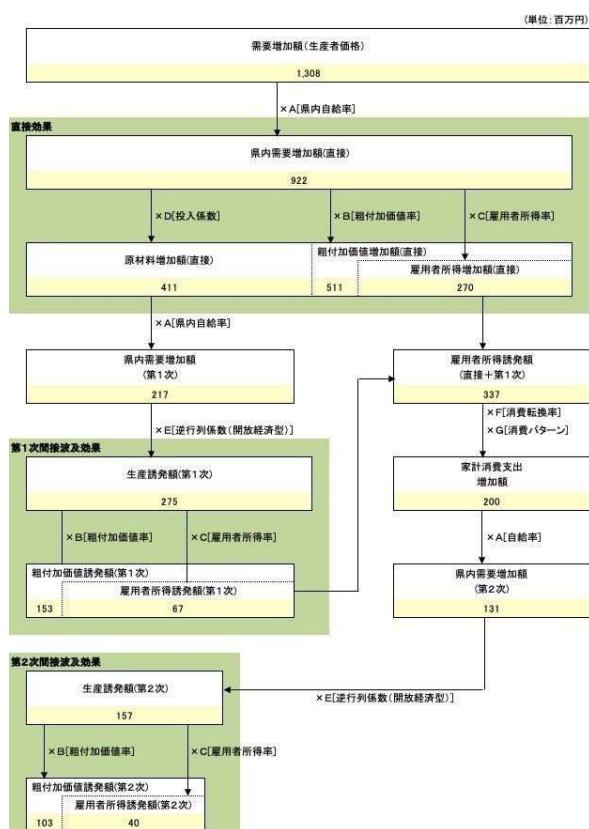 (単位:百万円)
需要増加額(生産者価格)
1,308
×A[県内自給率]
直接効果
県内需要増加額(直接)
922
×D[投入係数]
×B[粗付加価値率]
×C[雇用者所得率]
原材料増加額(直接)
粗付加価値増加額(直接)
雇用者所得増加額(直接)
411
511
270
×A[県内自給率]
県内需要増加額
(第1次)
217
雇用者所得誘発額
(直接+第1次)
337
×E[逆行列係数(開放経済型)]
×F[消費転換率]
×G[消費パターン]
第1次間接波及効果
生産誘発額(第1次)
275
家計消費支出
増加額
200
×B[粗付加価値率]
×C[雇用者所得率]
×A[自給率]
粗付加価値誘発額(第1次)
雇用者所得誘発額(第1次)
153
67
県内需要増加額
(第2次)
131
第2次間接波及効果
生産誘発額(第2次)
157
×E[逆行列係数(開放経済型)]
×B[粗付加価値率]
×C[雇用者所得率]
粗付加価値誘発額(第2次)
雇用者所得誘発額(第2次)
103
40